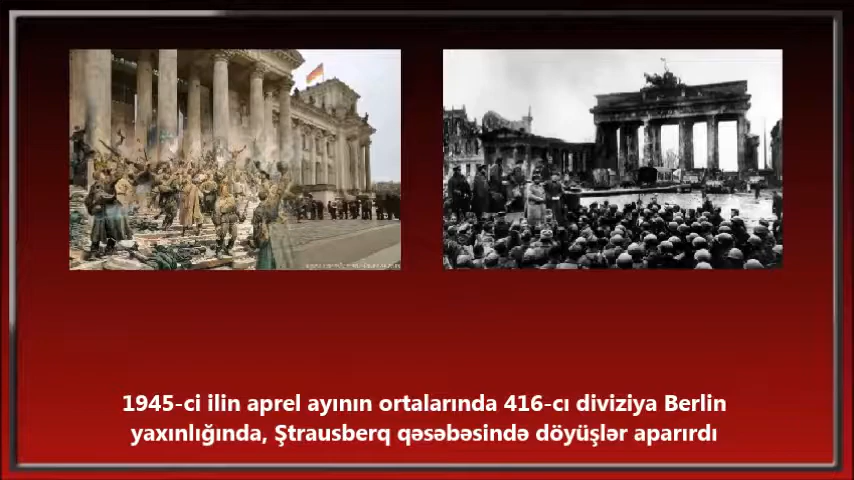 1945-ci ilin aprel ayının ortalarında 416-cı diviziya Berlin
yaxınlığında, Ştrausberq qəsəbəsində döyüşlər aparırdı